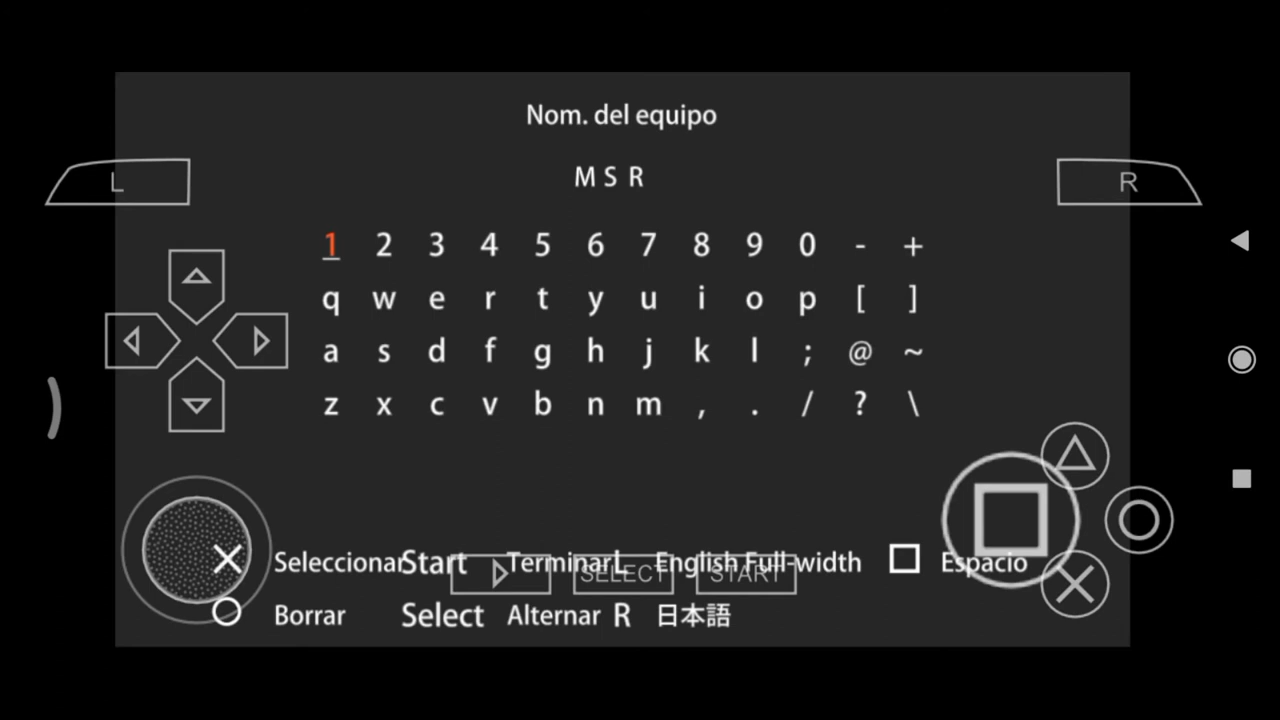 Nom. del equipo
M S R
L
R
1 2 3 4 5 6 7 8 9 0 - +
q w e r t y u i o p [ ]
a s d f g h j k l ; @ ~
z x c v b n m , . / ? \
Seleccionar Start Terminar L English Full-width Espacio
SELECT START
Borrar Select Alternar R 日本語